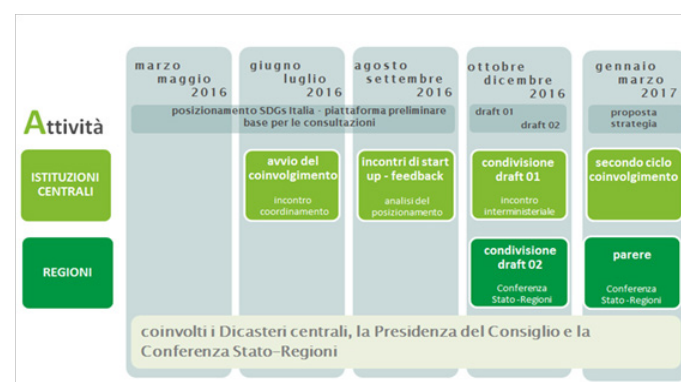 marzo
maggio
2016
giugno
luglio
2016
agosto
settembre
2016
ottobre
dicembre
2016
gennaio
marzo
2017
Attività
posizionamento SDGs Italia - piattaforma preliminare
base per le consultazioni
draft 01
draft 02
proposta
strategia
ISTITUZIONI
CENTRALI
avvio del
coinvolgimento
incontro
coordinamento
incontri di start
up - feedback
analisi del
posizionamento
condivisione
draft 01
incontro
interministeriale
secondo ciclo
coinvolgimento
REGIONI
condivisione
draft 02
Conferenza
Stato-Regioni
parere
Conferenza
Stato-Regioni
coinvolti i Dicasteri centrali, la Presidenza del Consiglio e la
Conferenza Stato-Regioni